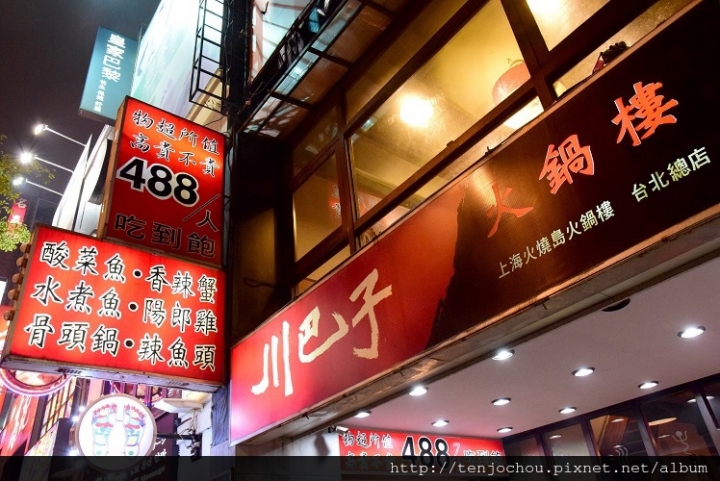 皇家巴黎
物超所值
高貴不貴
488/人
吃到飽
酸菜魚·香辣蟹
水煮魚·陽郎雞
骨頭鍋·辣魚頭
川巴子
火鍋樓
上海火燒島火鍋樓 台北總店
物超所值
488/
吃到飽
http://tenjochou.pixnet.net/album